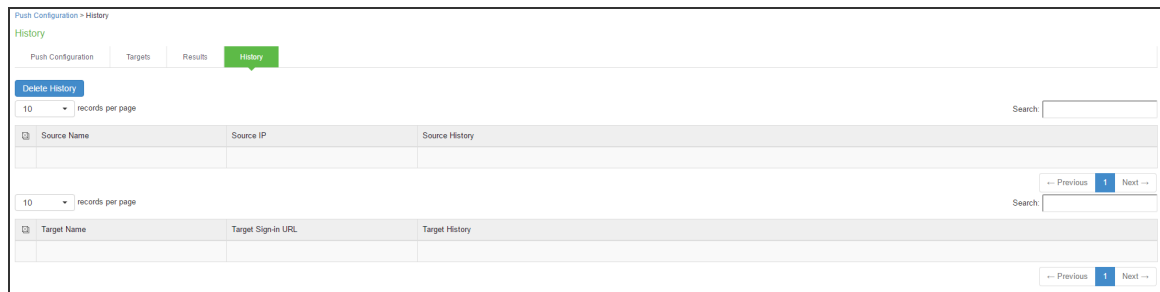 Push Configuration > History
History
Push Configuration Targets Results History
Delete History
10 records per page Search:
Source Name Source IP Source History
← Previous 1 Next →
10 records per page Search:
Target Name Target Sign-in URL Target History
← Previous 1 Next →